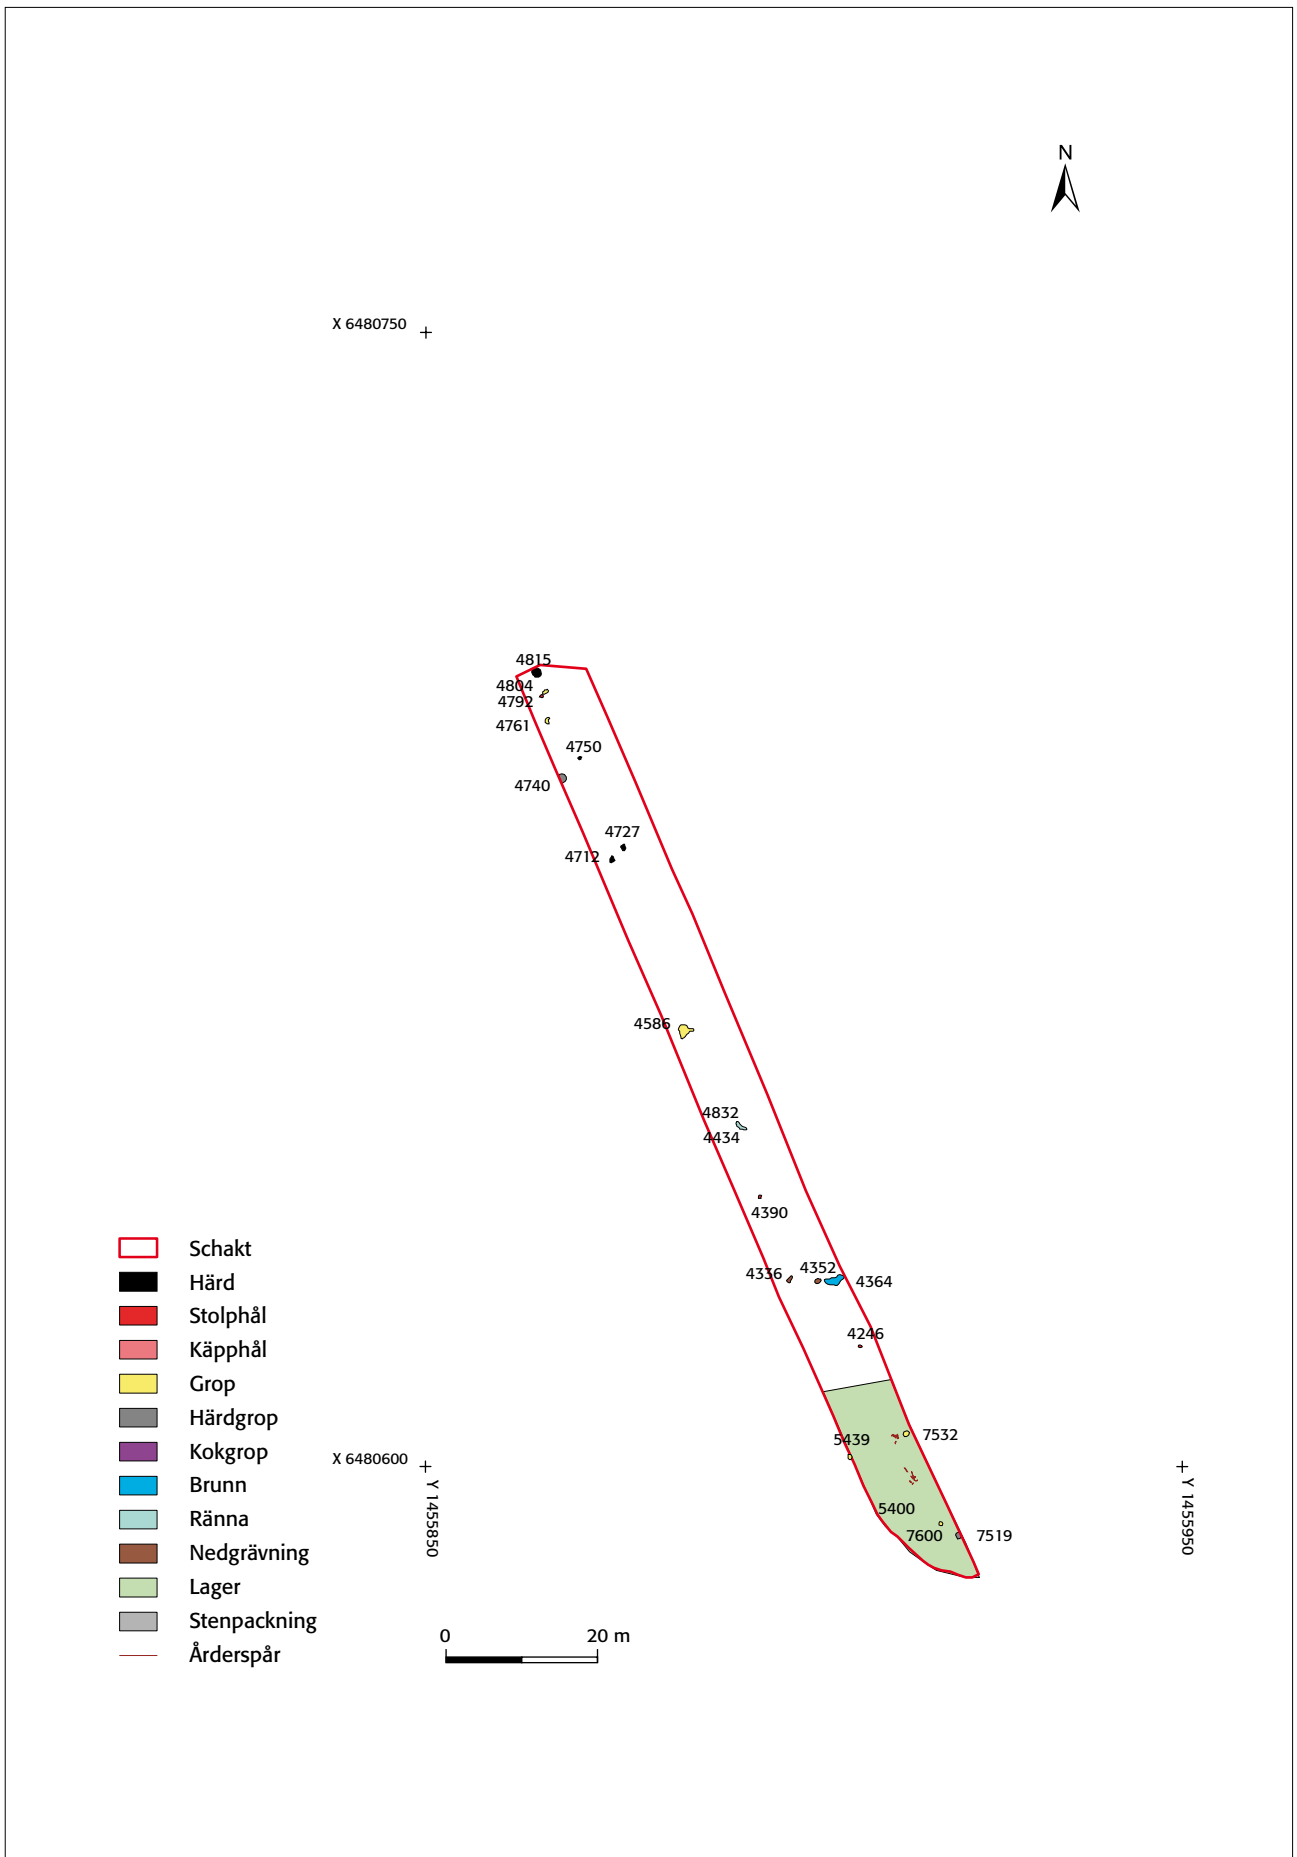 N
X 6480750
4815
4804
4792
4761
4750
4740
4727
4712
4586
4832
4434
4390
4336
4352
4364
4246
5439
7532
5400
7600
7519
X 6480600
Y 1455850
Y 1455950
Schakt
Härd
Stolphål
Käpphål
Grop
Härdgrop
Kokgrop
Brunn
Ränna
Nedgrävning
Lager
Stenpackning
Årderspår
0 20 m